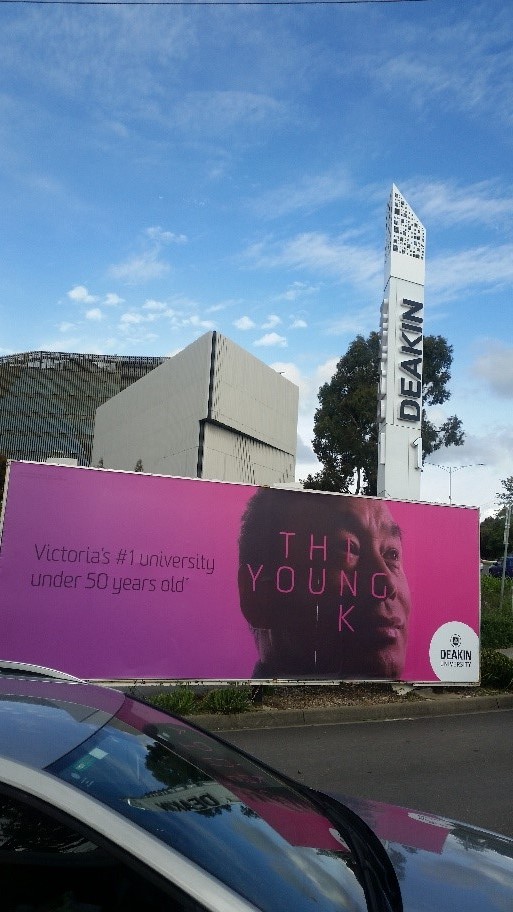 DEAKIN
Victoria's #1 university
under 50 years old*
THI
YOUNG
K
DEAKIN
UNIVERSITY